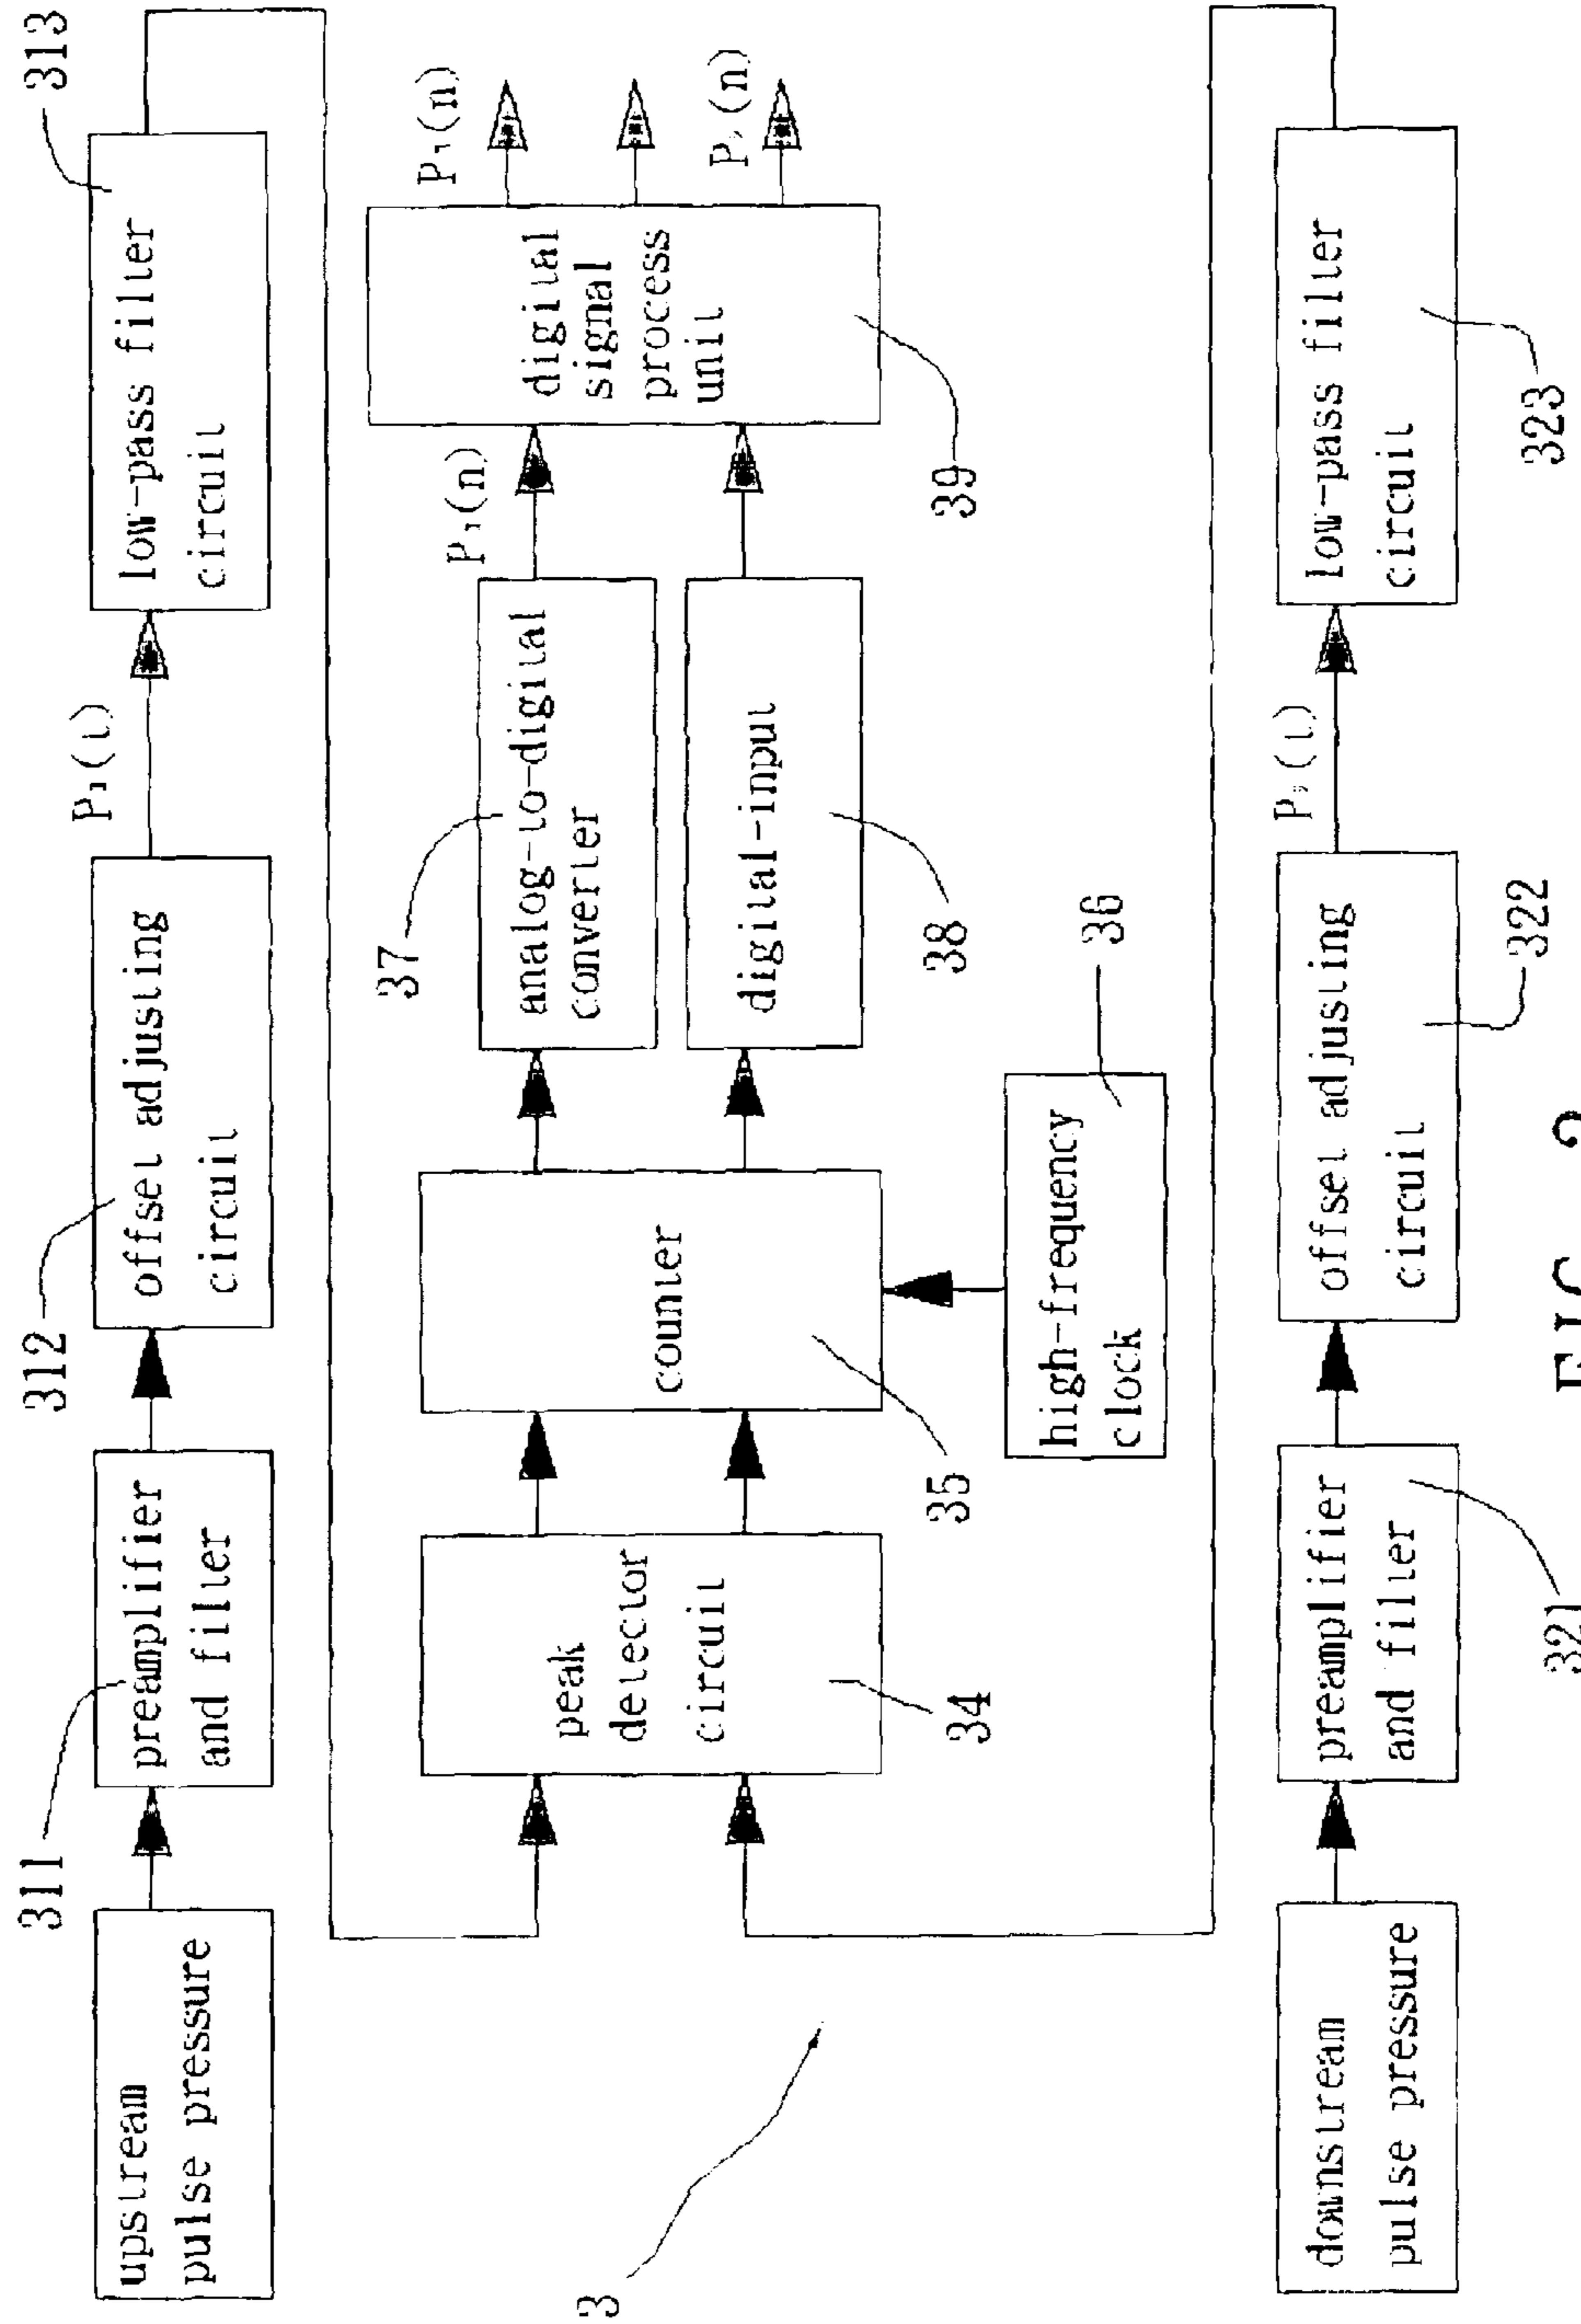 311
312
313
upstream
pulse pressure
preamplifier
and filter
offset adjusting
circuit
P₁(t)
low-pass filter
circuit
3
peak
detector
circuit
34
counter
35
high-frequency
clock
36
37
analog-to-digital
converter
digital-input
38
P₁(n)
digital
signal
process
unit
39
P₁(n)
P₂(n)
downstream
pulse pressure
preamplifier
and filter
321
offset adjusting
circuit
322
P₂(t)
low-pass filter
circuit
323